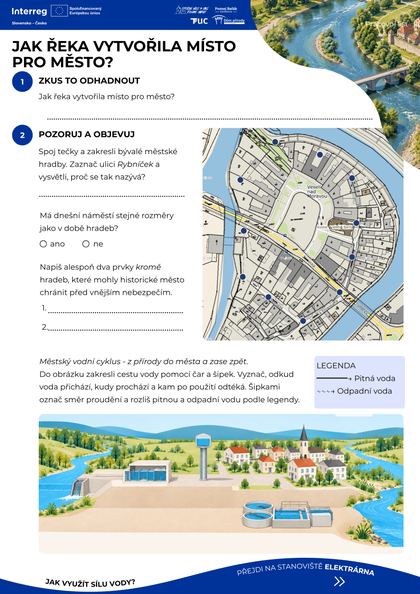 Interreg
Spolufinancovaný
Evropskou unií
Slovensko – Česko
TUC
JAK ŘEKA VYTVOŘILA MÍSTO
PRO MĚSTO?
1 ZKUS TO ODHADNOUT
Jak řeka vytvořila místo pro město?
2 POZORUJ A OBJEVUJ
Spoj tečky a zakresli bývalé městské
hradby. Zaznač ulici Rybníček a
vysvětli, proč se tak nazývá?
Má dnešní náměstí stejné rozměry
jako v době hradeb?
ano ne
Napiš alespoň dva prvky kromě
hradeb, které mohly historické město
chránit před vnějším nebezpečím.
1.
2.
Veselí
nad
Moravou
Městský vodní cyklus - z přírody do města a zase zpět.
Do obrázku zakresli cestu vody pomocí čar a šipek. Vyznač, odkud
voda přichází, kudy prochází a kam po použití odtéká. Šipkami
označ směr proudění a rozliš pitnou a odpadní vodu podle legendy.
LEGENDA
Pitná voda
Odpadní voda
JAK VYUŽÍT SÍLU VODY?
PŘEJDI NA STANOVIŠTĚ ELEKTRÁRNA